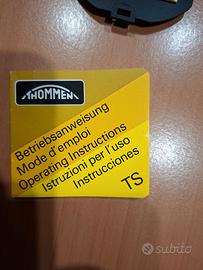 THOMMEN
Betriebsanweisung
Mode d'emploi
Operating Instructions
Istruzioni per l'uso
Instrucciones
TS
subito